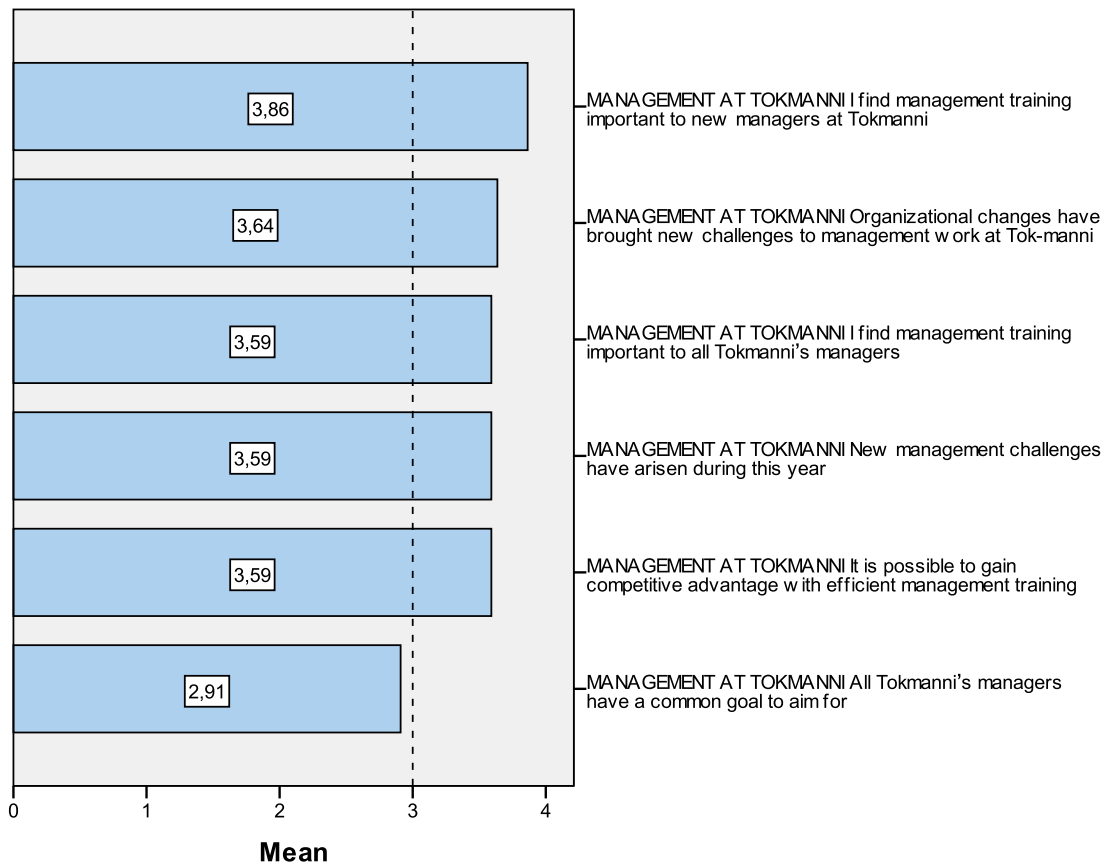 3,86
MANAGEMENT AT TOKMANNI I find management training
important to new managers at Tokmanni
3,64
MANAGEMENT AT TOKMANNI Organizational changes have
brought new challenges to management work at Tok-manni
3,59
MANAGEMENT AT TOKMANNI I find management training
important to all Tokmanni’s managers
3,59
MANAGEMENT AT TOKMANNI New management challenges
have arisen during this year
3,59
MANAGEMENT AT TOKMANNI It is possible to gain
competitive advantage with efficient management training
2,91
MANAGEMENT AT TOKMANNI All Tokmanni’s managers
have a common goal to aim for
0 1 2 3 4
Mean